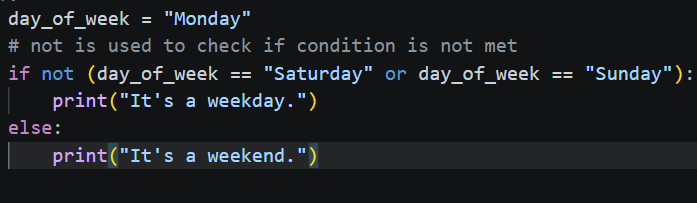 day_of_week = "Monday"
# not is used to check if condition is not met
if not (day_of_week == "Saturday" or day_of_week == "Sunday"):
    print("It's a weekday.")
else:
    print("It's a weekend.")